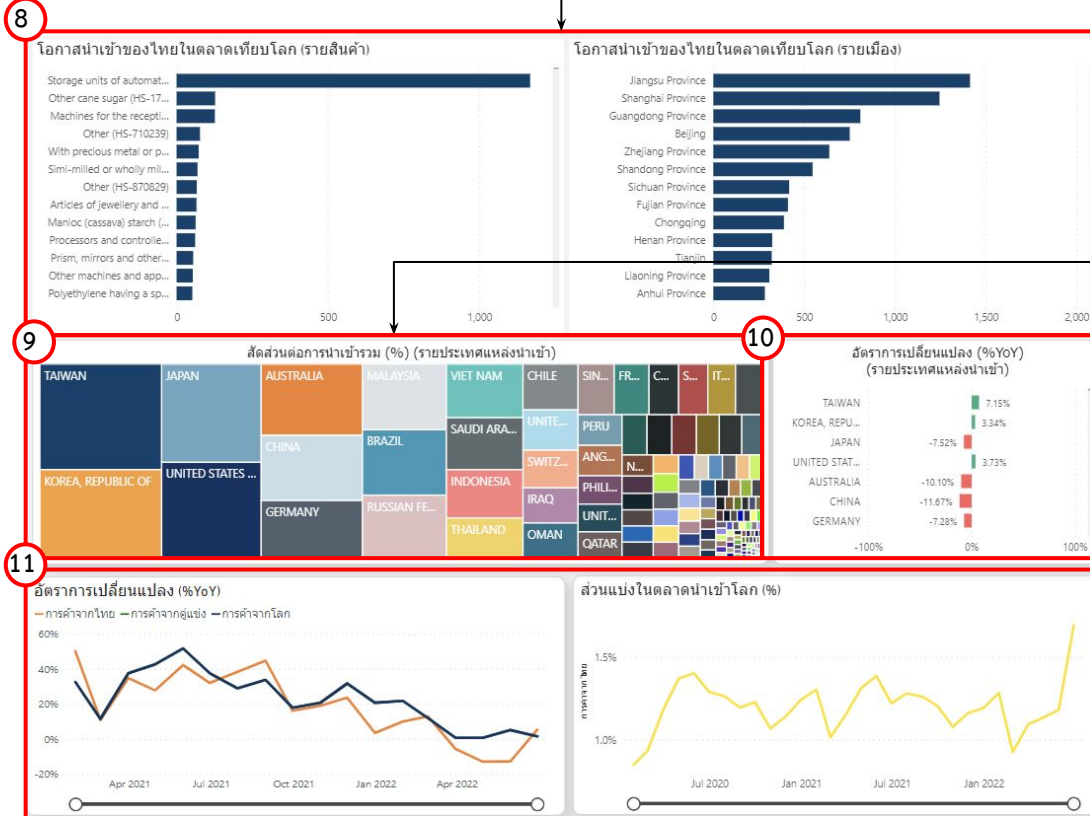 8
โอกาสนำเข้าของไทยในตลาดเทียบโลก (รายสินค้า)
Storage units of automat...
Other cane sugar (HS-17...
Machines for the recepti...
Other (HS-710239)
With precious metal or p...
Simi-milled or wholly mil...
Other (HS-870829)
Articles of jewellery and ...
Manioc (cassava) starch (...
Processors and controlle...
Prism, mirrors and other...
Other machines and app...
Polyethylene having a sp...
0 500 1,000
โอกาสนำเข้าของไทยในตลาดเทียบโลก (รายเมือง)
Jiangsu Province
Shanghai Province
Guangdong Province
Beijing
Zhejiang Province
Shandong Province
Sichuan Province
Fujian Province
Chongqing
Henan Province
Tianjin
Liaoning Province
Anhui Province
0 500 1,000 1,500 2,000
9
สัดส่วนต่อการนำเข้ารวม (%) (รายประเทศแหล่งนำเข้า)
TAIWAN
KOREA, REPUBLIC OF
JAPAN
UNITED STATES ...
AUSTRALIA
CHINA
GERMANY
MALAYSIA
BRAZIL
RUSSIAN FE...
VIET NAM
SAUDI ARA...
INDONESIA
THAILAND
CHILE
UNITE...
SWITZ...
IRAQ
OMAN
SIN...
PERU
ANG...
PHILI...
UNIT...
QATAR
FR...
C...
S...
IT...
N...
10
อัตราการเปลี่ยนแปลง (%YoY)
(รายประเทศแหล่งนำเข้า)
TAIWAN 7.15%
KOREA, REPU... 3.34%
JAPAN -7.52%
UNITED STAT... 3.73%
AUSTRALIA -10.10%
CHINA -11.67%
GERMANY -7.28%
-100% 0% 100%
11
อัตราการเปลี่ยนแปลง (%YoY)
การค้าจากไทย การค้าจากคู่แข่ง การค้าจากโลก
60%
40%
20%
0%
-20%
Apr 2021 Jul 2021 Oct 2021 Jan 2022 Apr 2022
ส่วนแบ่งในตลาดนำเข้าโลก (%)
การค้าจากไทย
1.5%
1.0%
Jul 2020 Jan 2021 Jul 2021 Jan 2022